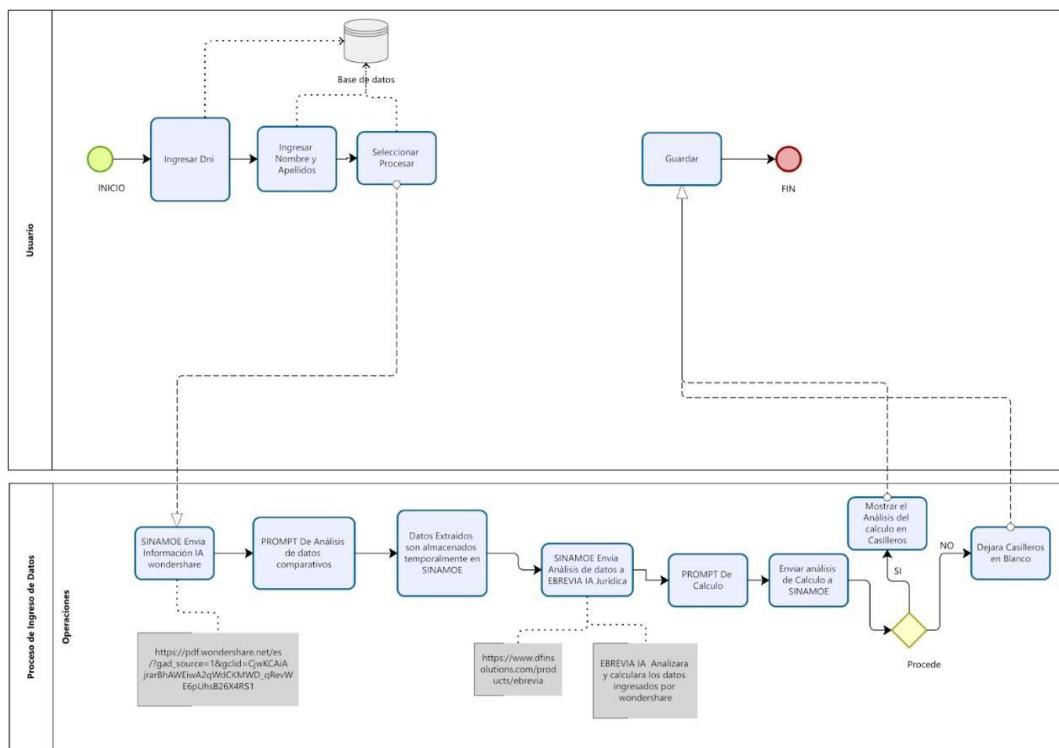 Usuario
Base de datos
INICIO
Ingresar Dni
Ingresar
Nombre y
Apellidos
Seleccionar
Procesar
Guardar
FIN
Proceso de Ingreso de Datos
Operaciones
SINAMOE Envia
Información IA
wondershare
PROMPT De Análisis
de datos
comparativos
Datos Extraidos
son almacenados
temporalmente en
SINAMOE
SINAMOE Envia
Análisis de datos a
EBREVIA IA Jurídica
PROMPT De
Calculo
Enviar análisis
de Calculo a
SINAMOE
Mostrar el
Análisis del
calculo en
Casilleros
SI
NO
Procede
Dejara Casilleros
en Blanco
https://pdf.wondershare.net/es
/?gad_source=1&gclid=CjwKCAiA
jrarBhAWEiwA2qWdCKMWD_qRevW
E6pUhsB26X4RS1
https://www.dfins
olutions.com/prod
ucts/ebrevia
EBREVIA IA Analizara
y calculara los datos
ingresados por
wondershare